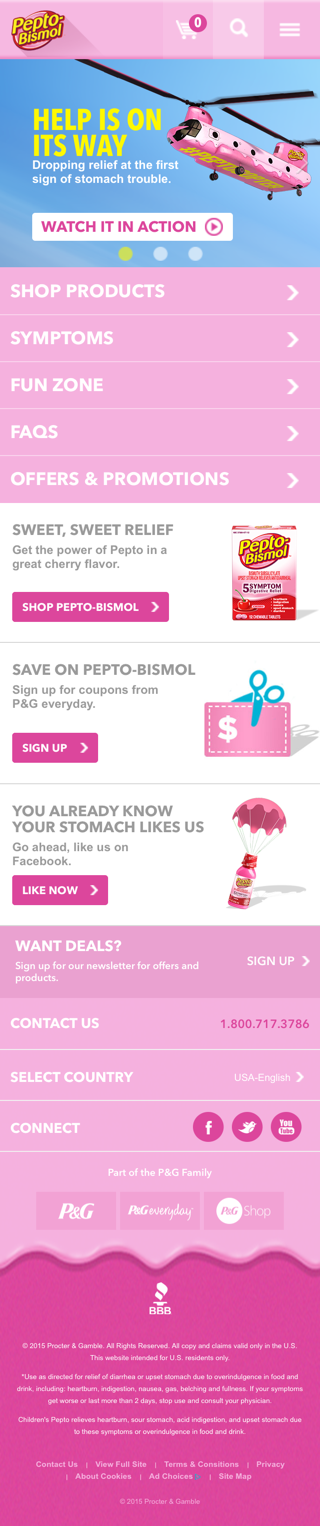 Pepto-
Bismol
0
HELP IS ON
ITS WAY
Dropping relief at the first
sign of stomach trouble.
WATCH IT IN ACTION
SHOP PRODUCTS
SYMPTOMS
FUN ZONE
FAQS
OFFERS & PROMOTIONS
SWEET, SWEET RELIEF
Get the power of Pepto in a
great cherry flavor.
SHOP PEPTO-BISMOL
Pepto-
Bismol
5 SYMPTOM
Digestive Relief
SAVE ON PEPTO-BISMOL
Sign up for coupons from
P&G everyday.
SIGN UP
$
YOU ALREADY KNOW
YOUR STOMACH LIKES US
Go ahead, like us on
Facebook.
LIKE NOW
WANT DEALS?
Sign up for our newsletter for offers and
products.
SIGN UP
CONTACT US 1.800.717.3786
SELECT COUNTRY USA-English
CONNECT
f
You
Tube
Part of the P&G Family
P&G
P&G everyday
P&G Shop
BBB
© 2015 Procter & Gamble. All Rights Reserved. All copy and claims valid only in the U.S.
This website intended for U.S. residents only.
*Use as directed for relief of diarrhea or upset stomach due to overindulgence in food and
drink, including: heartburn, indigestion, nausea, gas, belching and fullness. If your symptoms
get worse or last more than 2 days, stop use and consult your physician.
Children's Pepto relieves heartburn, sour stomach, acid indigestion, and upset stomach due
to these symptoms or overindulgence in food and drink.
Contact Us | View Full Site | Terms & Consitions | Privacy
| About Cookies | Ad Choices | Site Map
© 2015 Procter & Gamble